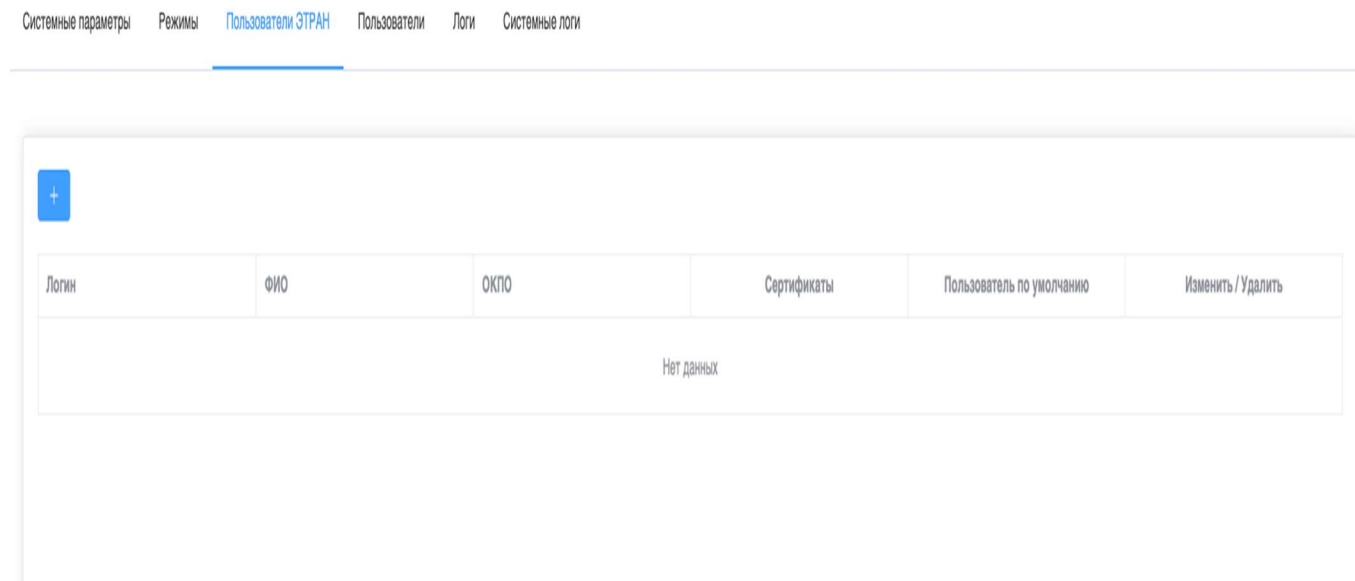 Системные параметры Режимы Пользователи ЭТРАН Пользователи Логи Системные логи
+
Логин ФИО ОКПО Сертификаты Пользователь по умолчанию Изменить / Удалить
Нет данных